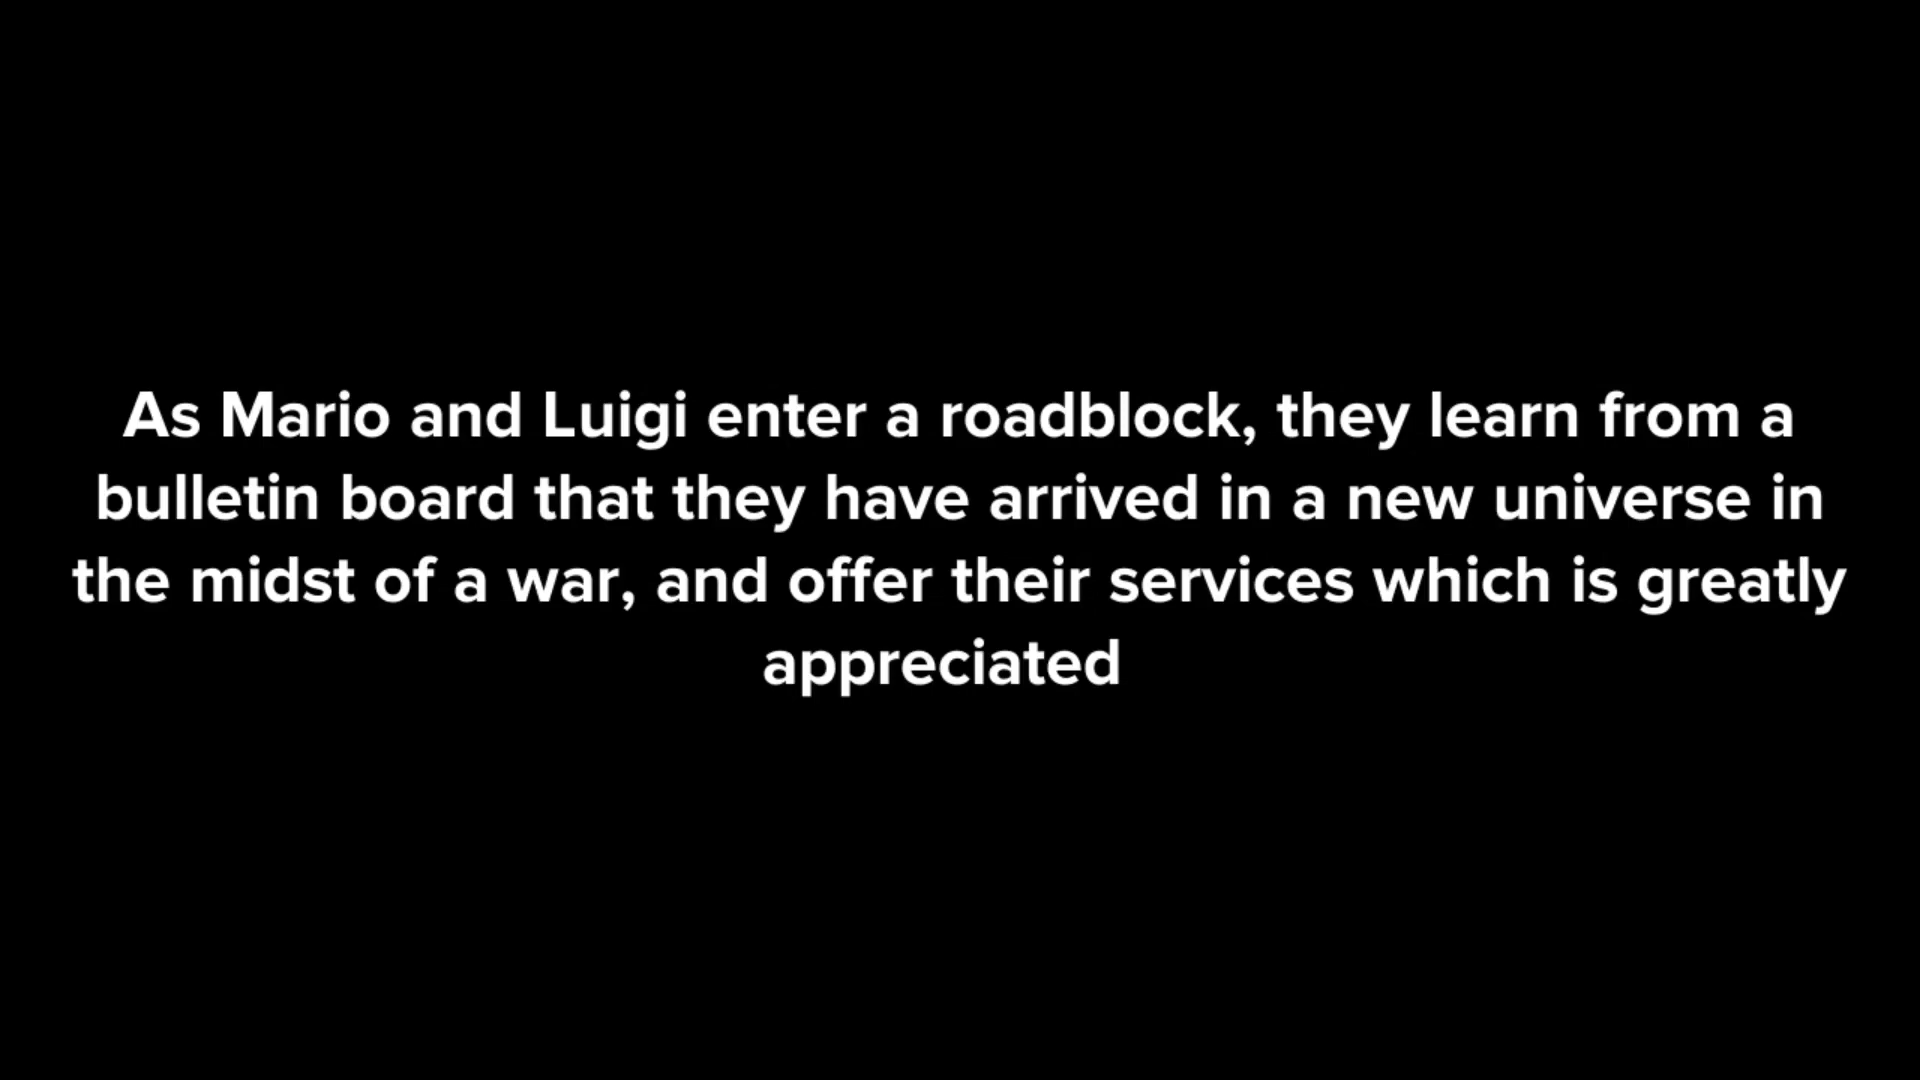 As Mario and Luigi enter a roadblock, they learn from a
bulletin board that they have arrived in a new universe in
the midst of a war, and offer their services which is greatly
appreciated